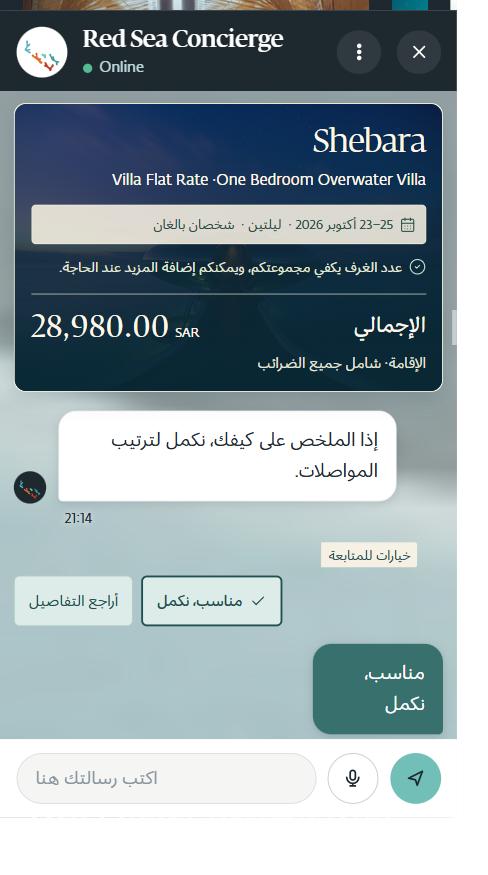 Red Sea Concierge
Online
Shebara
Villa Flat Rate ·One Bedroom Overwater Villa
23–25 أكتوبر 2026 · ليلتين · شخصان بالغان
عدد الغرف يكفي مجموعتكم، ويمكنكم إضافة المزيد عند الحاجة.
الإجمالي
28,980.00 SAR
الإقامة· شامل جميع الضرائب
إذا الملخص على كيفك، نكمل لترتيب
المواصلات.
21:14
خيارات للمتابعة
مناسب، نكمل
أراجع التفاصيل
مناسب،
نكمل
اكتب رسالتك هنا